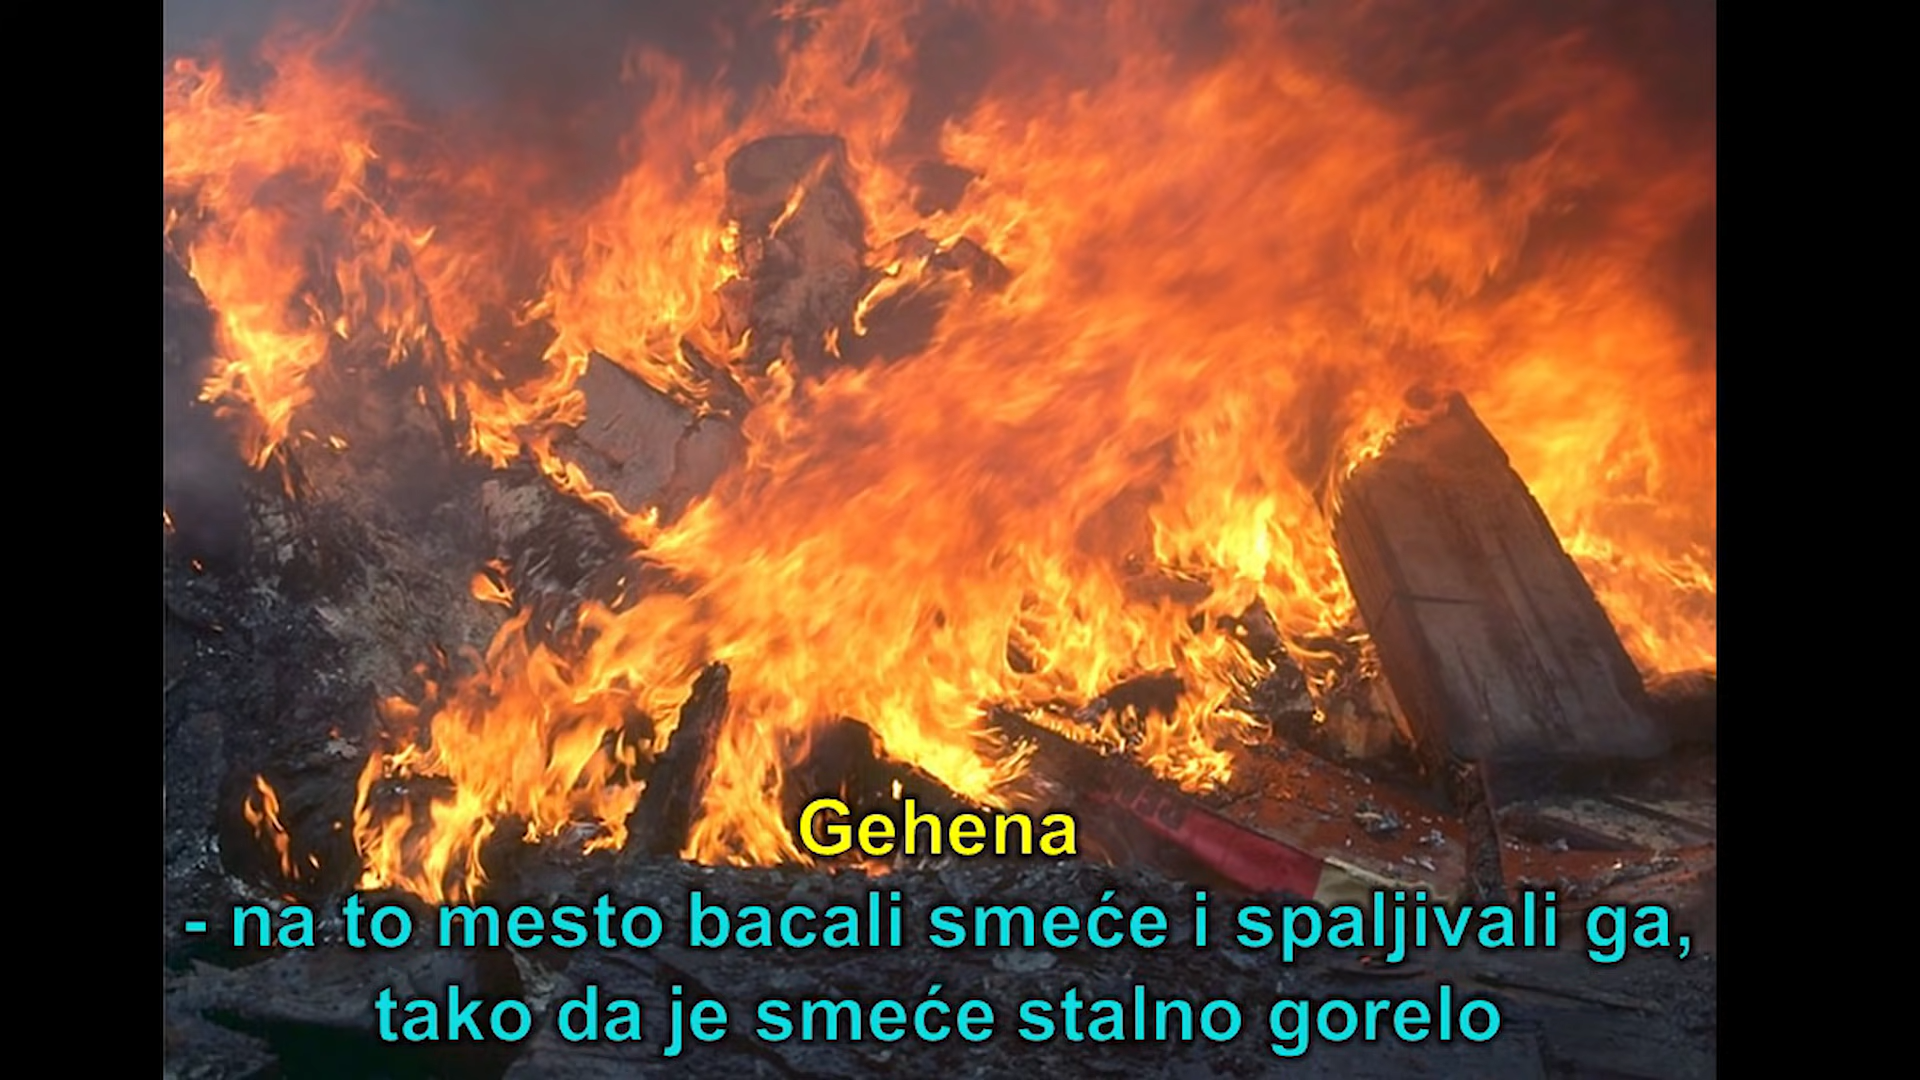 Gehena
- na to mesto bacali smeće i spaljivali ga,
tako da je smeće stalno gorelo